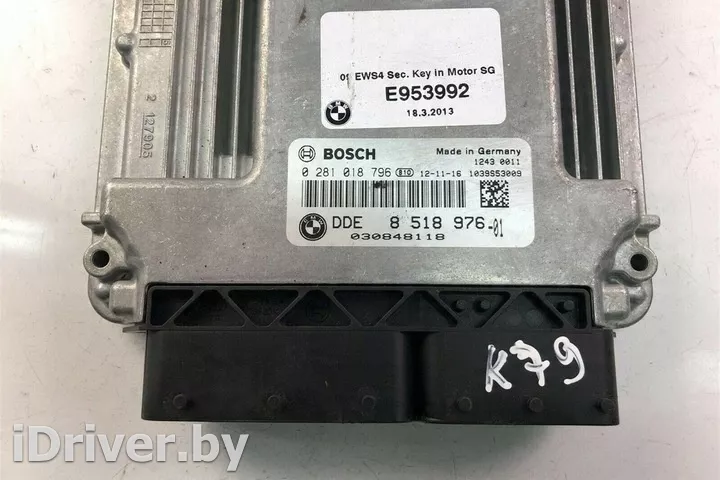 01 EWS4 Sec. Key in Motor SG
E953992
18.3.2013
BOSCH
Made in Germany
1243 0011
0 281 018 796 B10 12-11-16 1039S53009
DDE 8 518 976-01
030848118
2 127905
K79
iDriver.by